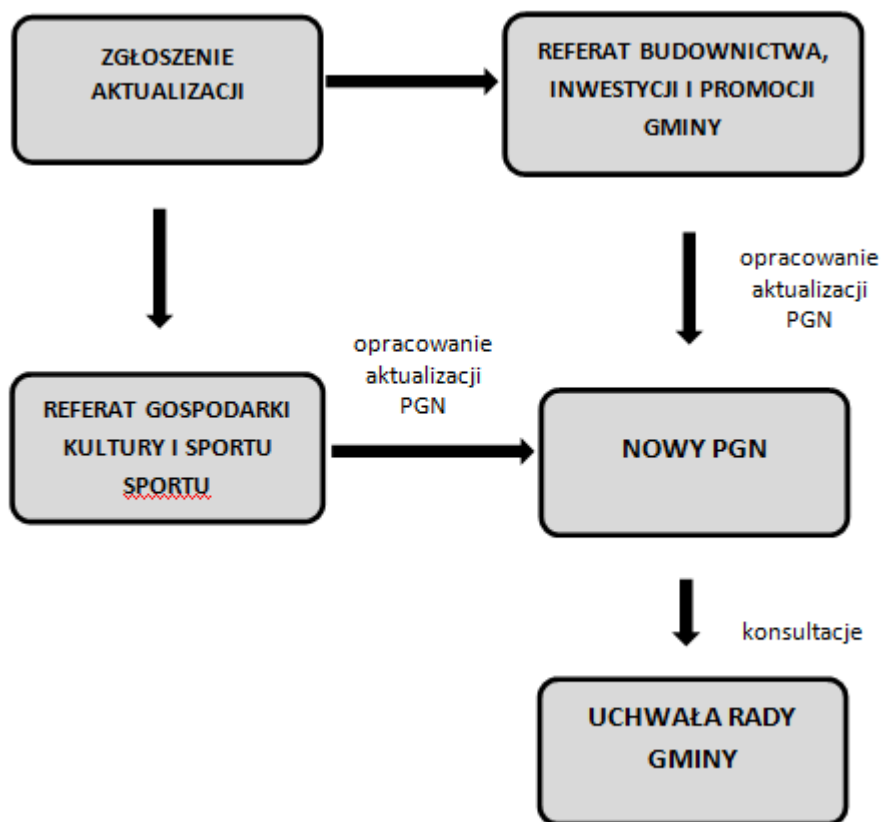 ZGŁOSZENIE
AKTUALIZACJI
REFERAT BUDOWNICTWA,
INWESTYCJI I PROMOCJI
GMINY
opracowanie
aktualizacji
PGN
opracowanie
aktualizacji
PGN
REFERAT GOSPODARKI
KULTURY I SPORTU
SPORTU
NOWY PGN
konsultacje
UCHWAŁA RADY
GMINY